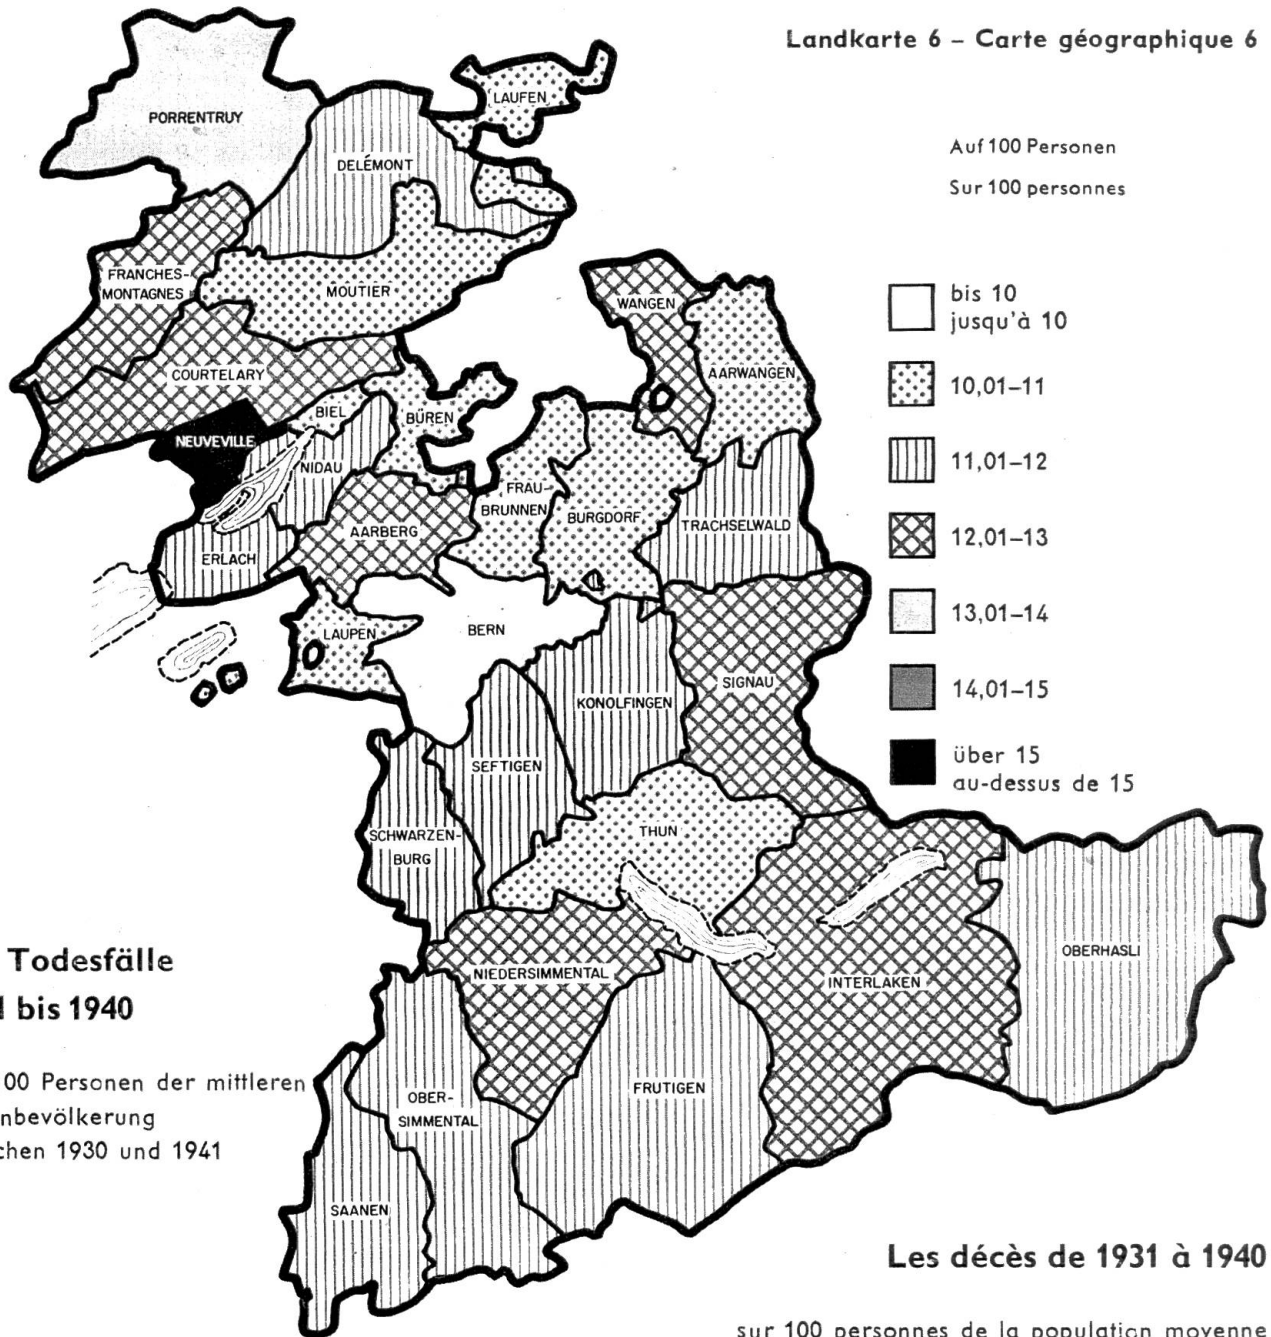 Landkarte 6 – Carte géographique 6
Auf 100 Personen
Sur 100 personnes
bis 10
jusqu'à 10
10,01–11
11,01–12
12,01–13
13,01–14
14,01–15
über 15
au-dessus de 15
PORRENTRUY
LAUFEN
DELÉMONT
FRANCHES-
MONTAGNES
MOUTIER
WANGEN
COURTELARY
AARWANGEN
BIEL
BÜREN
NEUVEVILLE
NIDAU
FRAU-
BRUNNEN
BURGDORF
TRACHSELWALD
AARBERG
ERLACH
LAUPEN
BERN
SIGNAU
KONOLFINGEN
SEFTIGEN
SCHWARZEN-
BURG
THUN
OBERHASLI
NIEDERSIMMENTAL
INTERLAKEN
FRUTIGEN
OBER-
SIMMENTAL
SAANEN
Todesfälle
bis 1940
00 Personen der mittleren
nbevölkerung
chen 1930 und 1941
Les décès de 1931 à 1940
sur 100 personnes de la population moyenne